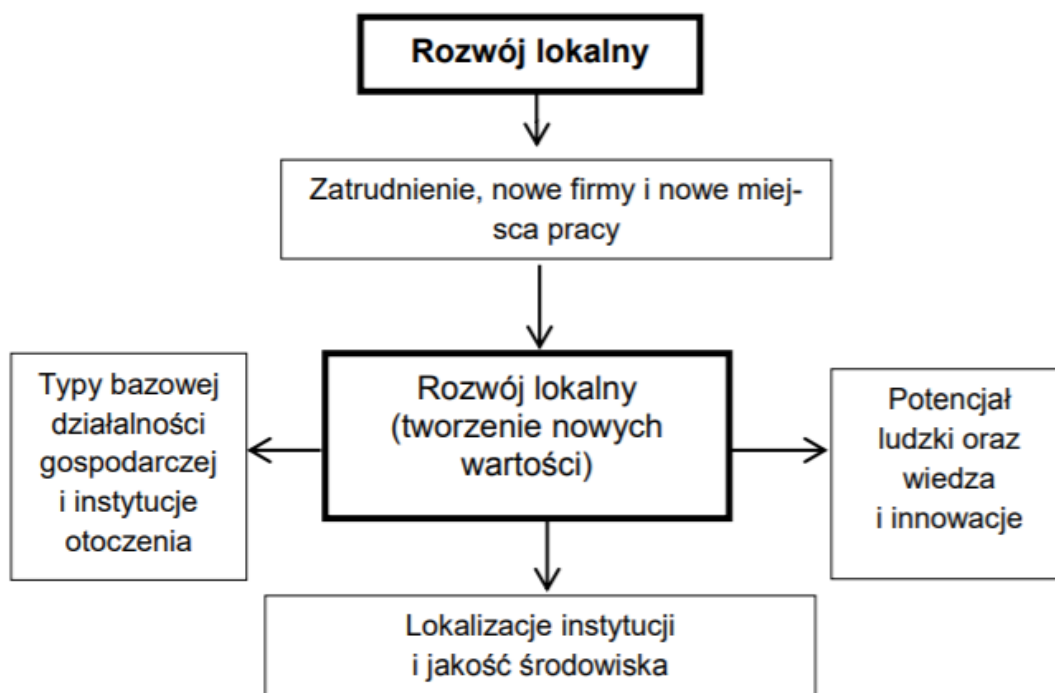 Rozwój lokalny
Zatrudnienie, nowe firmy i nowe miej-
sca pracy
Typy bazowej
działalności
gospodarczej
i instytucje
otoczenia
Rozwój lokalny
(tworzenie nowych
wartości)
Potencjał
ludzki oraz
wiedza
i innowacje
Lokalizacje instytucji
i jakość środowiska